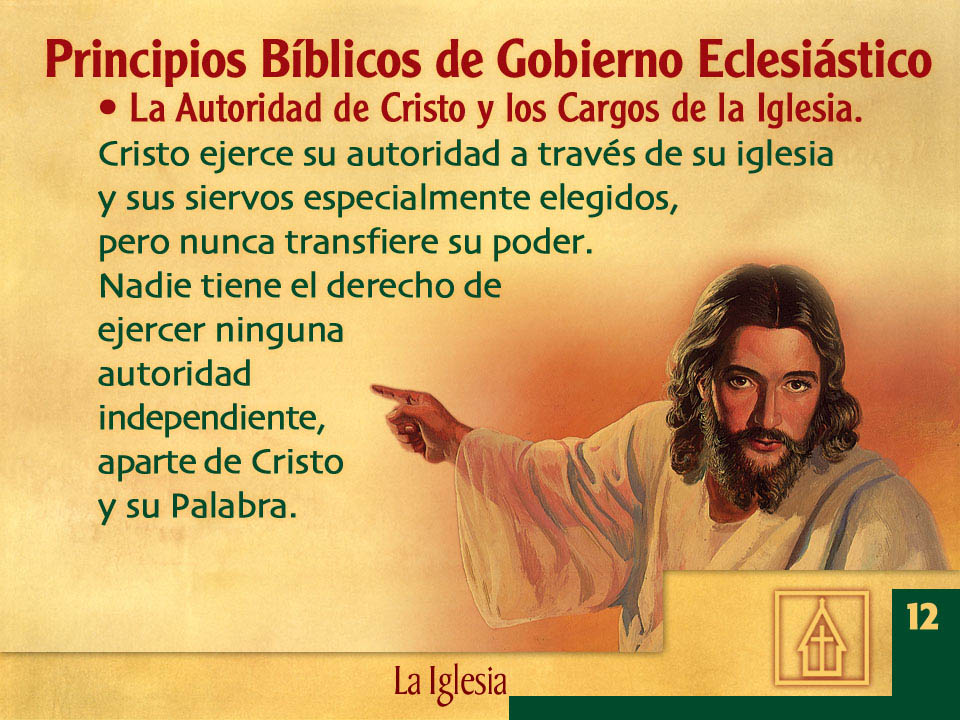 Principios Bíblicos de Gobierno Eclesiástico
• La Autoridad de Cristo y los Cargos de la Iglesia.
Cristo ejerce su autoridad a través de su iglesia
y sus siervos especialmente elegidos,
pero nunca transfiere su poder.
Nadie tiene el derecho de
ejercer ninguna
autoridad
independiente,
aparte de Cristo
y su Palabra.
12
La Iglesia